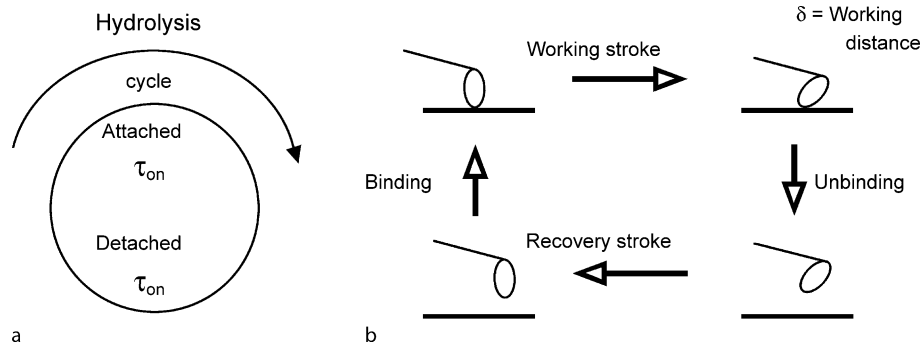 Hydrolysis
cycle
Attached
τon
Detached
τon
a
δ = Working
distance
Working stroke
Binding
Unbinding
Recovery stroke
b